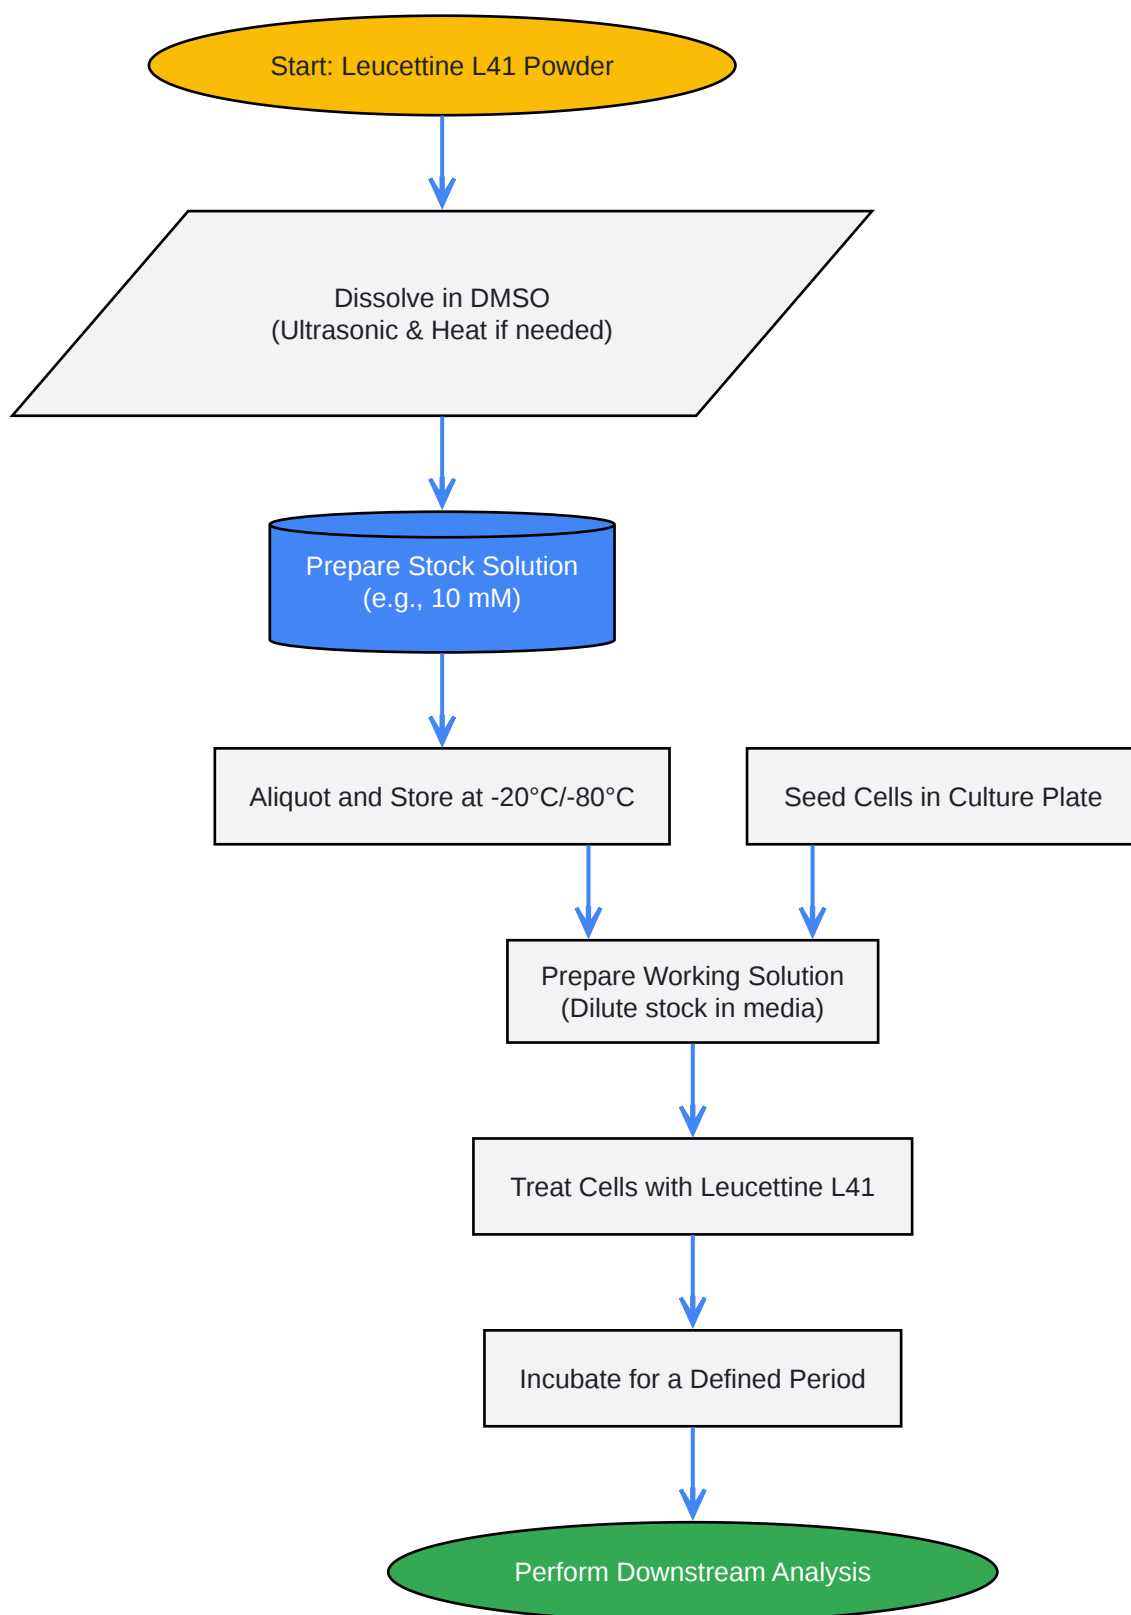 Start: Leucettine L41 Powder
Dissolve in DMSO
(Ultrasonic & Heat if needed)
Prepare Stock Solution
(e.g., 10 mM)
Aliquot and Store at -20°C/-80°C
Seed Cells in Culture Plate
Prepare Working Solution
(Dilute stock in media)
Treat Cells with Leucettine L41
Incubate for a Defined Period
Perform Downstream Analysis